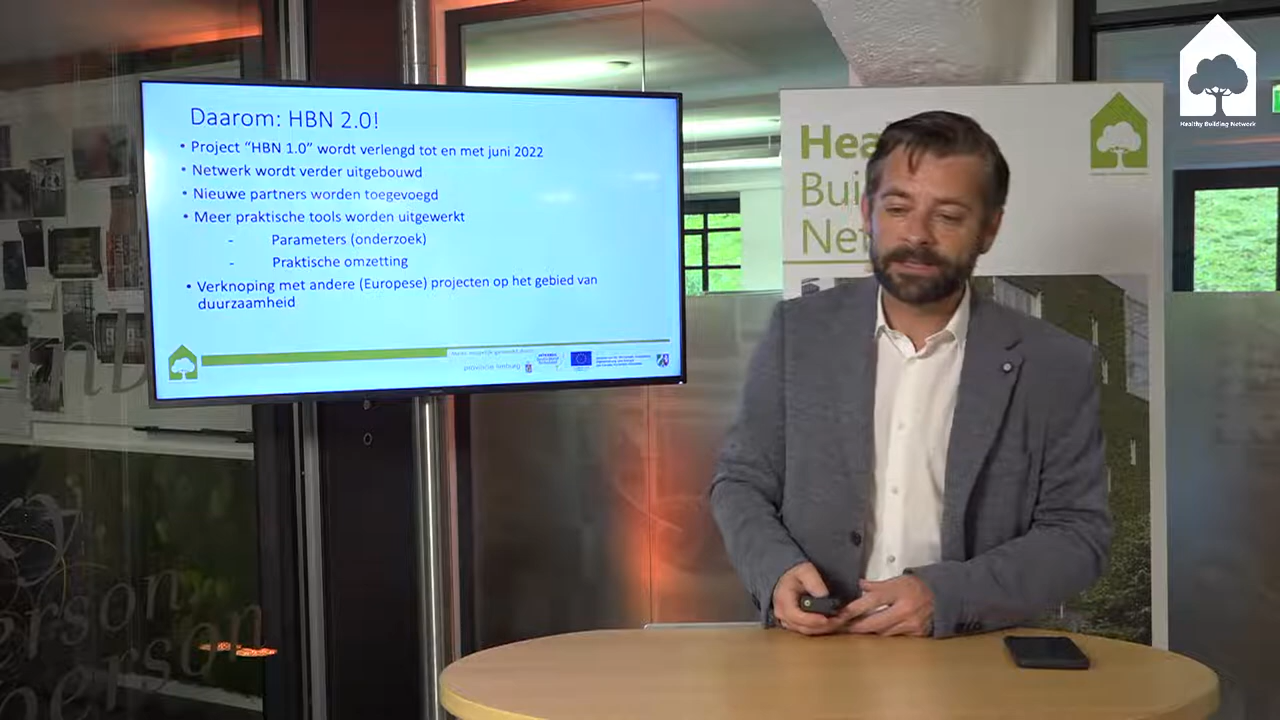 Daarom: HBN 2.0!
• Project “HBN 1.0” wordt verlengd tot en met juni 2022
• Netwerk wordt verder uitgebouwd
• Nieuwe partners worden toegevoegd
• Meer praktische tools worden uitgewerkt
- Parameters (onderzoek)
- Praktische omzetting
• Verknoping met andere (Europese) projecten op het gebied van
duurzaamheid
provincie limburg
Hea
Bui
Net
Healthy Building Network
erson
person